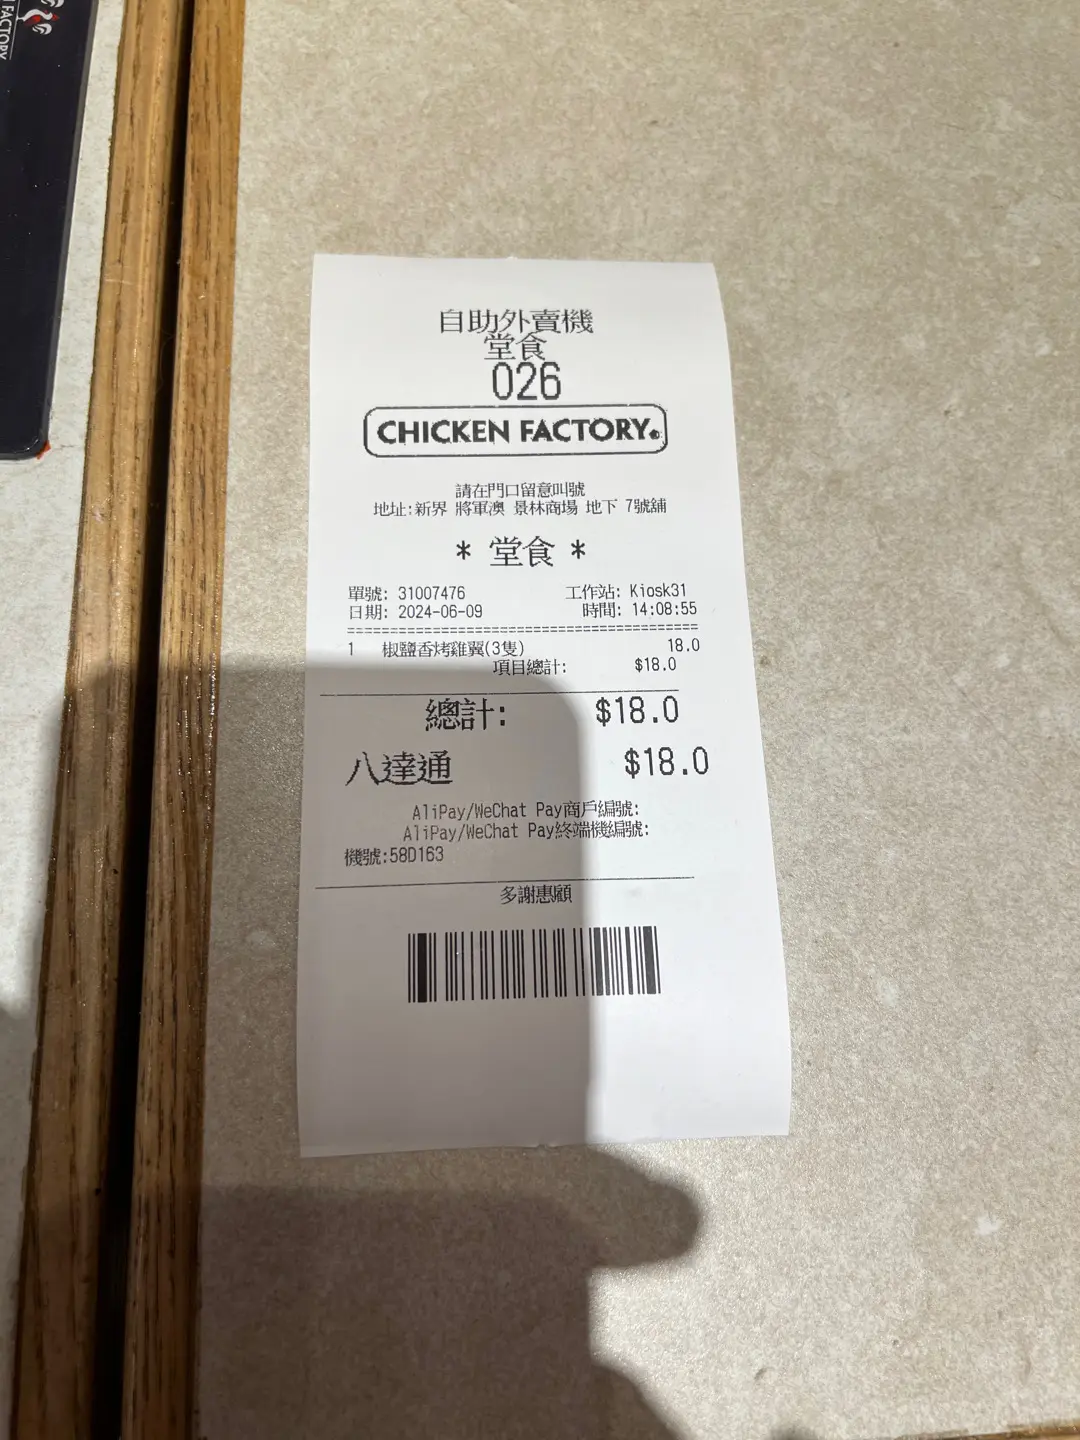 FACTORY
自助外賣機
堂食
026
CHICKEN FACTORY.
請在門口留意叫號
地址:新界 將軍澳 景林商場 地下 7號舖
* 堂食 *
單號: 31007476 工作站: Kiosk31
日期: 2024-06-09 時間: 14:08:55
1 椒鹽香烤雞翼(3隻) 18.0
項目總計: $18.0
總計: $18.0
八達通 $18.0
AliPay/WeChat Pay商戶編號:
AliPay/WeChat Pay終端機編號:
機號:58D163
多謝惠顧